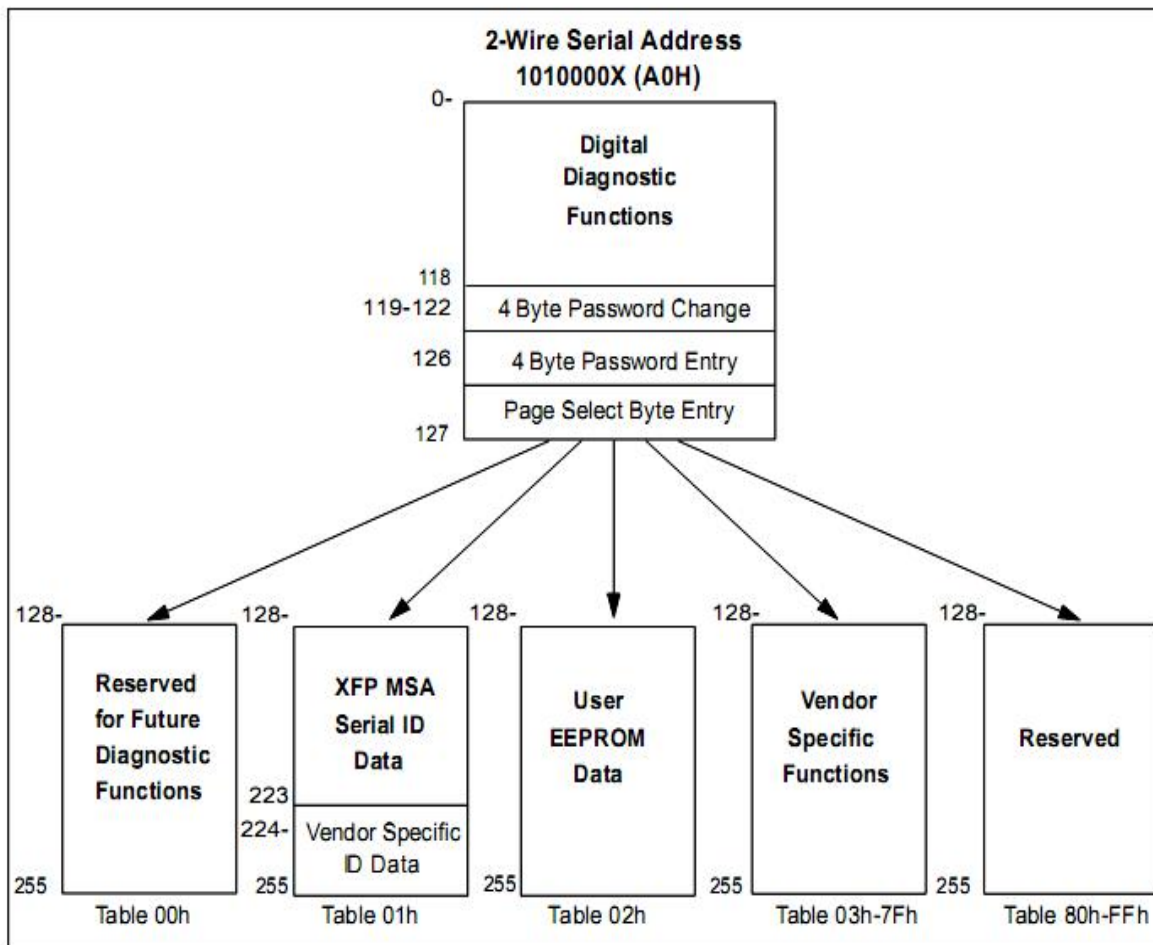 2-Wire Serial Address
1010000X (A0H)
0-
Digital
Diagnostic
Functions
118
119-122
4 Byte Password Change
126
4 Byte Password Entry
Page Select Byte Entry
127
128-
Reserved
for Future
Diagnostic
Functions
255
Table 00h
128-
XFP MSA
Serial ID
Data
223
224-
Vendor Specific
ID Data
255
Table 01h
128-
User
EEPROM
Data
255
Table 02h
128-
Vendor
Specific
Functions
255
Table 03h-7Fh
128-
Reserved
255
Table 80h-FFh